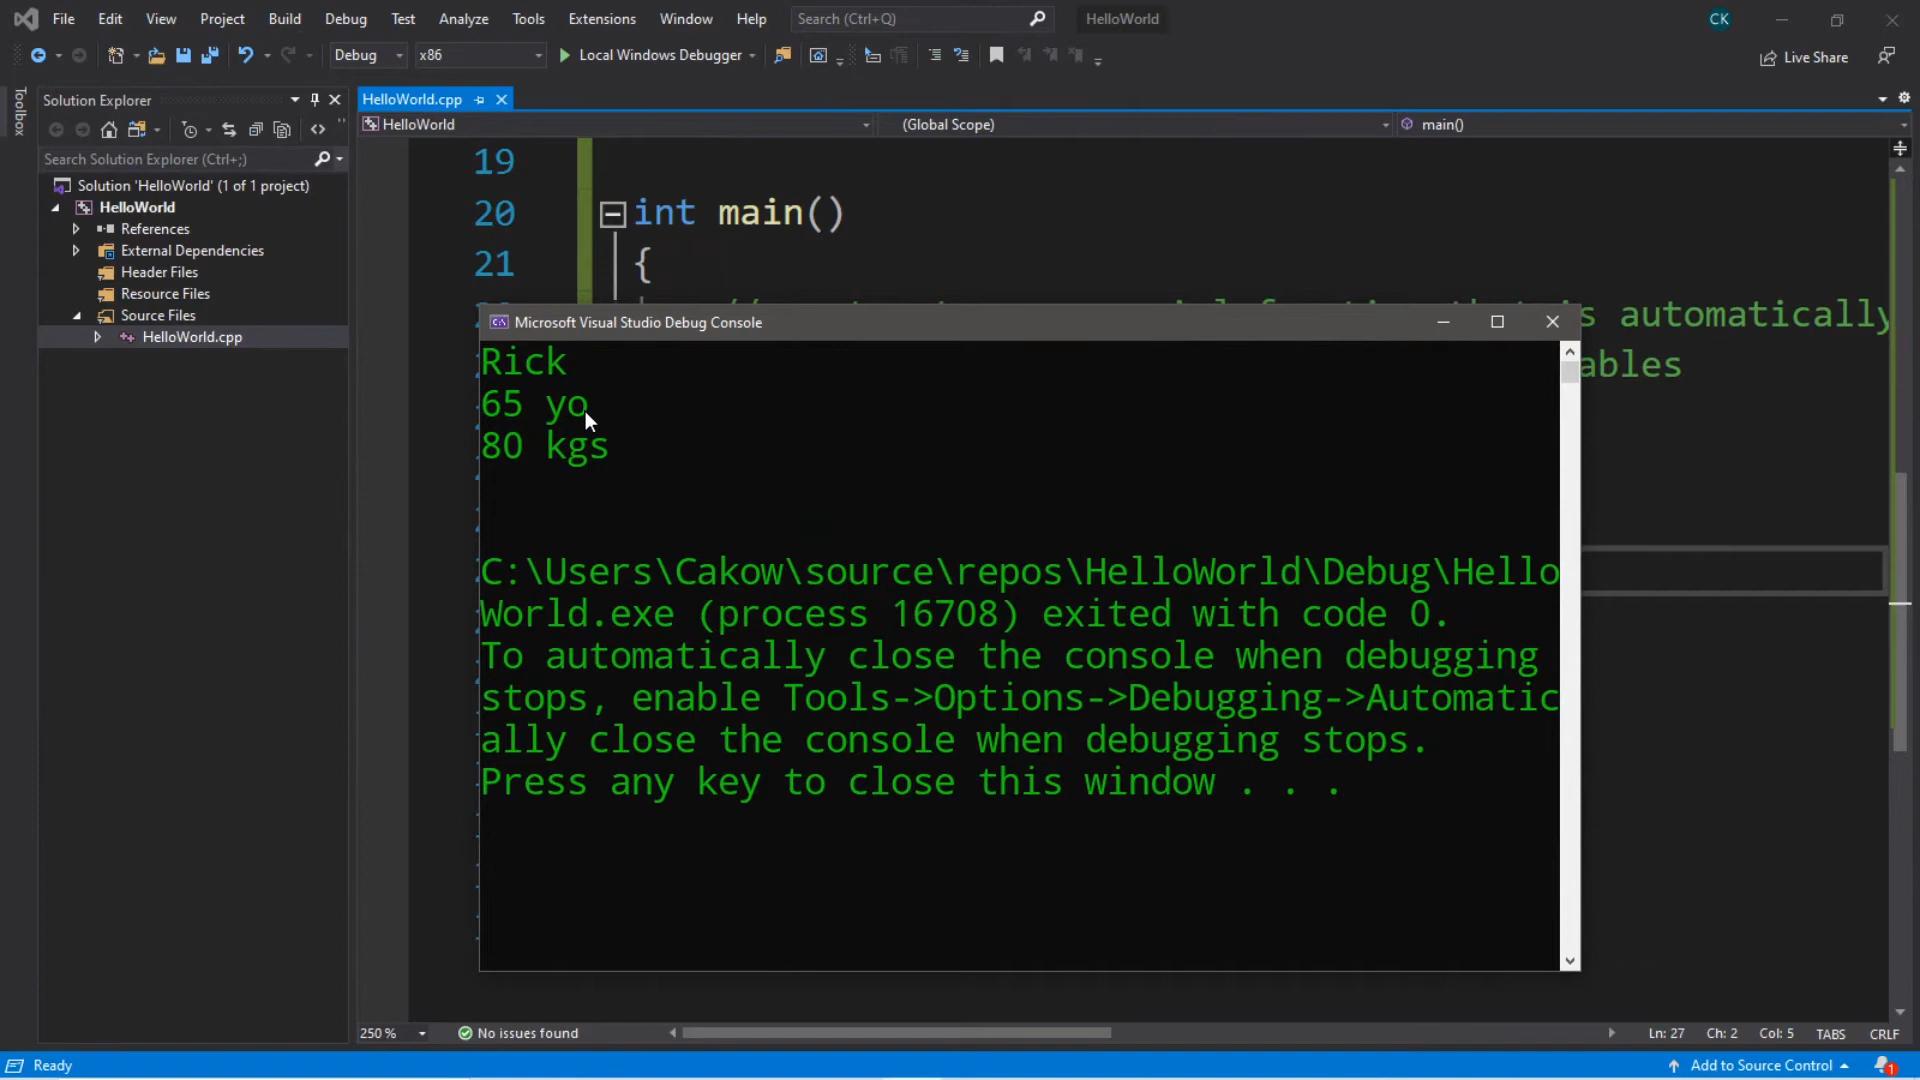 File Edit View Project Build Debug Test Analyze Tools Extensions Window Help Search (Ctrl+Q) HelloWorld CK
Debug x86 Local Windows Debugger Live Share
Toolbox
Solution Explorer
Search Solution Explorer (Ctrl+;)
Solution 'HelloWorld' (1 of 1 project)
HelloWorld
References
External Dependencies
Header Files
Resource Files
Source Files
HelloWorld.cpp
HelloWorld.cpp
HelloWorld (Global Scope) main()
19
20 int main()
21 {
s automatically
ables
Microsoft Visual Studio Debug Console
Rick
65 yo
80 kgs
C:\Users\Cakow\source\repos\HelloWorld\Debug\Hello
World.exe (process 16708) exited with code 0.
To automatically close the console when debugging
stops, enable Tools->Options->Debugging->Automatic
ally close the console when debugging stops.
Press any key to close this window . . .
250 % No issues found Ln: 27 Ch: 2 Col: 5 TABS CRLF
Ready Add to Source Control 1